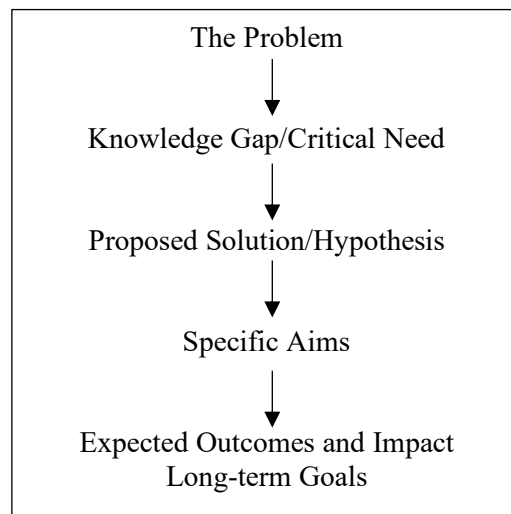 The Problem
Knowledge Gap/Critical Need
Proposed Solution/Hypothesis
Specific Aims
Expected Outcomes and Impact
Long-term Goals